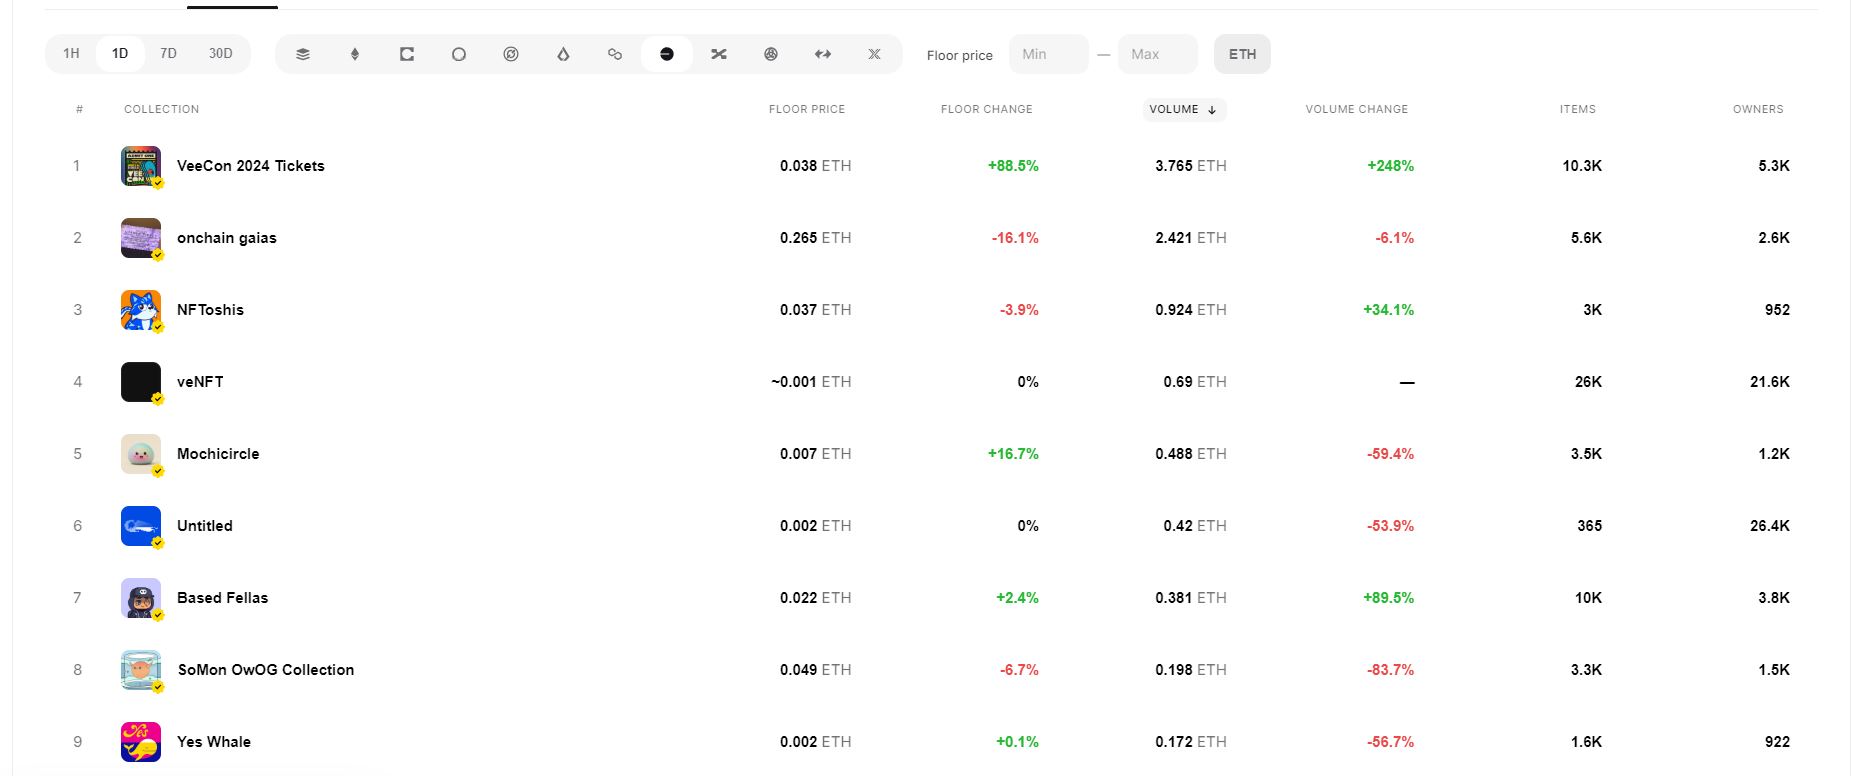 1H 1D 7D 30D Floor price Min — Max ETH
# COLLECTION FLOOR PRICE FLOOR CHANGE VOLUME ↓ VOLUME CHANGE ITEMS OWNERS
1 VeeCon 2024 Tickets 0.038 ETH +88.5% 3.765 ETH +248% 10.3K 5.3K
2 onchain gaias 0.265 ETH -16.1% 2.421 ETH -6.1% 5.6K 2.6K
3 NFToshis 0.037 ETH -3.9% 0.924 ETH +34.1% 3K 952
4 veNFT ~0.001 ETH 0% 0.69 ETH — 26K 21.6K
5 Mochicircle 0.007 ETH +16.7% 0.488 ETH -59.4% 3.5K 1.2K
6 Untitled 0.002 ETH 0% 0.42 ETH -53.9% 365 26.4K
7 Based Fellas 0.022 ETH +2.4% 0.381 ETH +89.5% 10K 3.8K
8 SoMon OwOG Collection 0.049 ETH -6.7% 0.198 ETH -83.7% 3.3K 1.5K
Yes
9 Yes Whale 0.002 ETH +0.1% 0.172 ETH -56.7% 1.6K 922